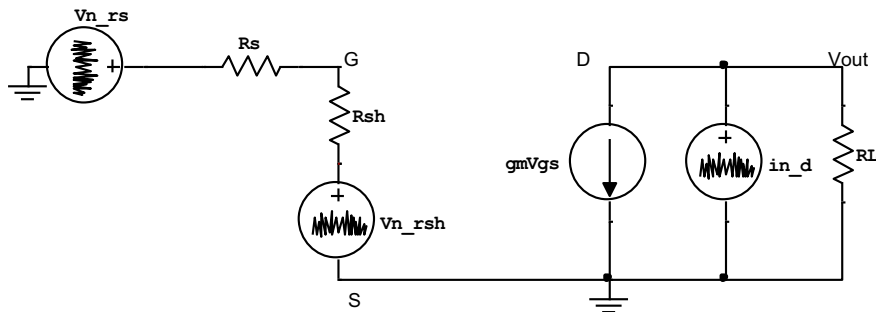 Vn_rs
Rs
G
Rsh
Vn_rsh
S
D
Vout
gmVgs
in_d
RL